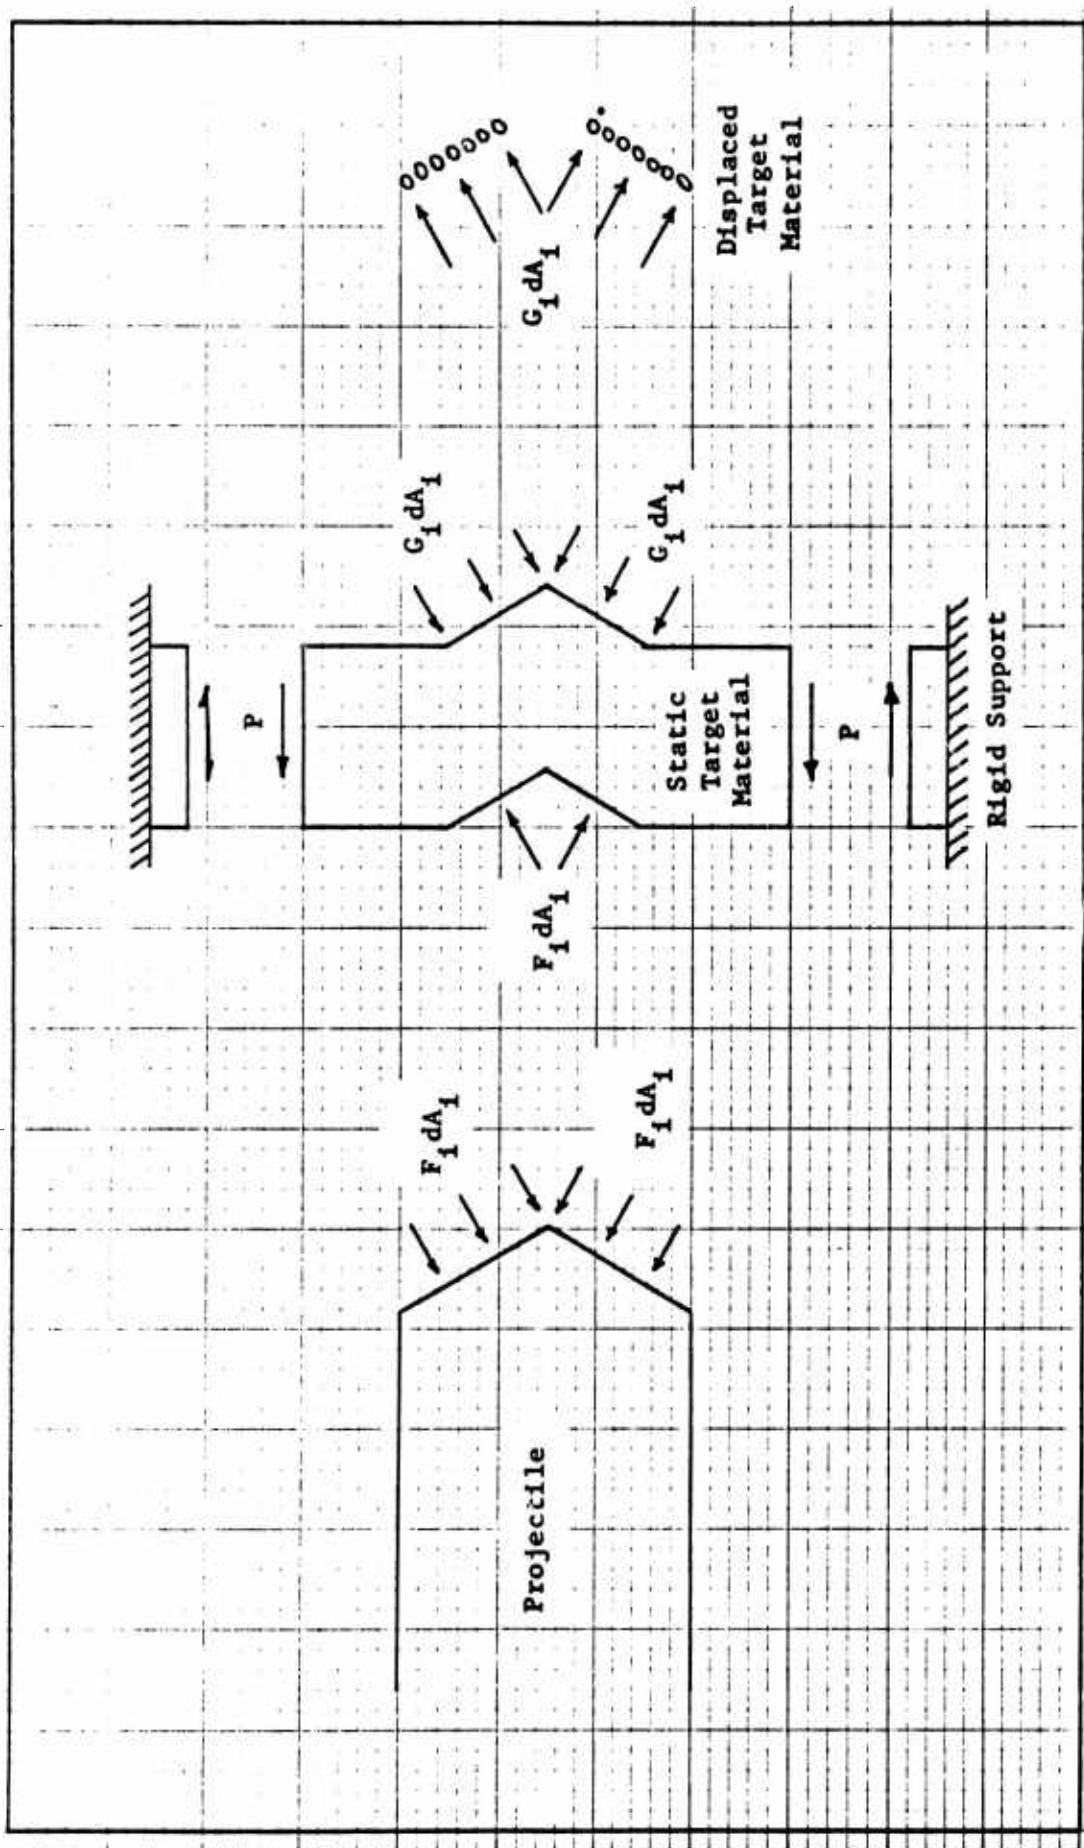 Projectile
F₁dA₁
F₁dA₁
F₁dA₁
P
Static
Target
Material
P
Rigid Support
G₁dA₁
G₁dA₁
G₁dA₁
Displaced
Target
Material